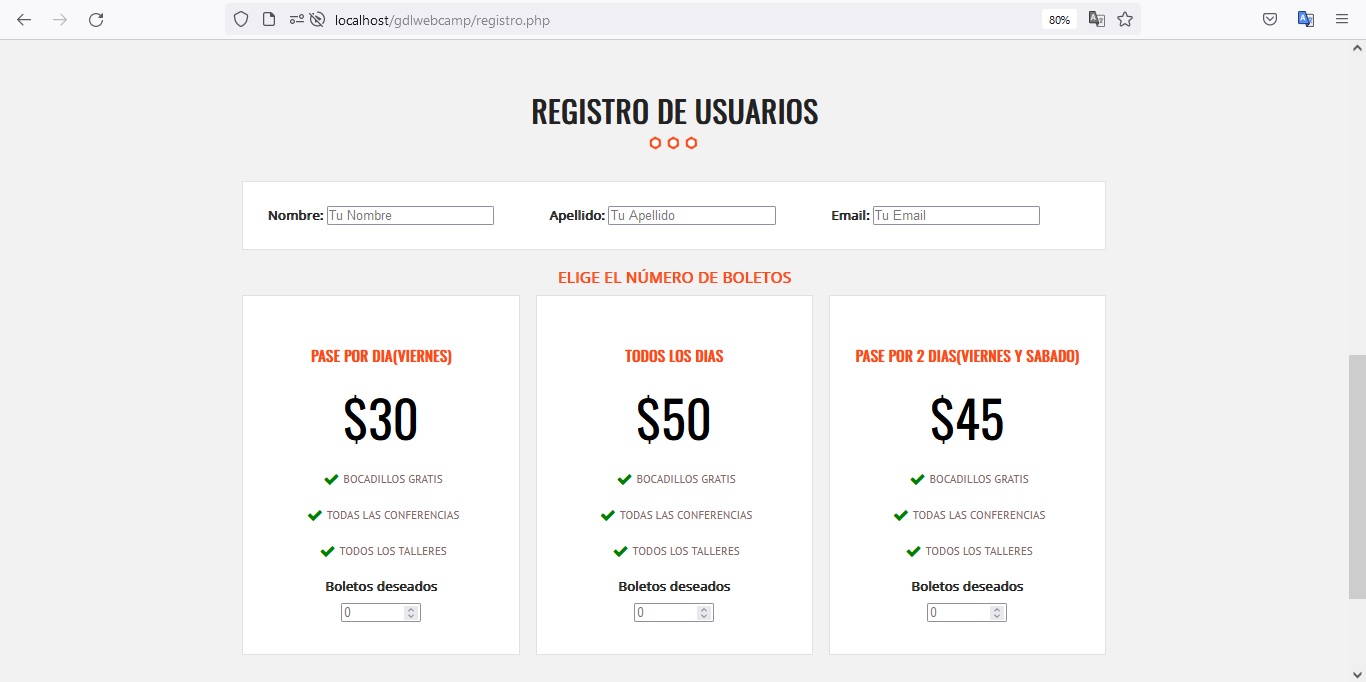 localhost/gdlwebcamp/registro.php 80%
REGISTRO DE USUARIOS
Nombre: Tu Nombre Apellido: Tu Apellido Email: Tu Email
ELIGE EL NÚMERO DE BOLETOS
PASE POR DIA(VIERNES)
$30
BOCADILLOS GRATIS
TODAS LAS CONFERENCIAS
TODOS LOS TALLERES
Boletos deseados
0
TODOS LOS DIAS
$50
BOCADILLOS GRATIS
TODAS LAS CONFERENCIAS
TODOS LOS TALLERES
Boletos deseados
0
PASE POR 2 DIAS(VIERNES Y SABADO)
$45
BOCADILLOS GRATIS
TODAS LAS CONFERENCIAS
TODOS LOS TALLERES
Boletos deseados
0